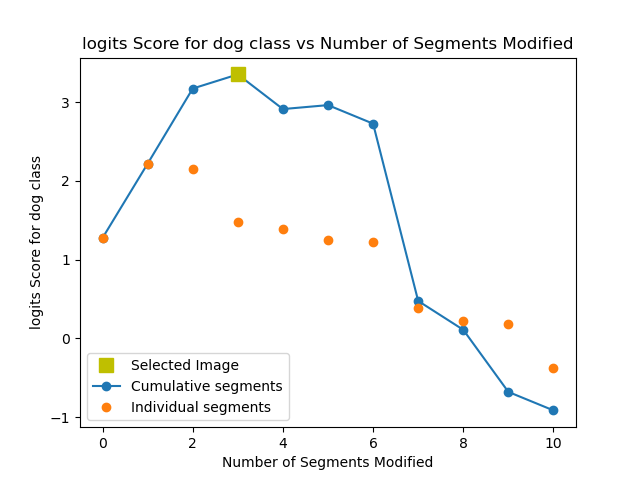 logits Score for dog class vs Number of Segments Modified
logits Score for dog class
3
2
1
0
−1
Selected Image
Cumulative segments
Individual segments
0 2 4 6 8 10
Number of Segments Modified